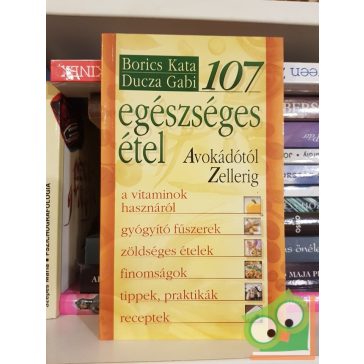 Borics Kata
Ducza Gabi
107
egészséges
étel
Avokádótól
Zellerig
a vitaminok
hasznáról
gyógyító fűszerek
zöldséges ételek
finomságok
tippek, praktikák
receptek
PSZICHOGRAFOLÓGIA